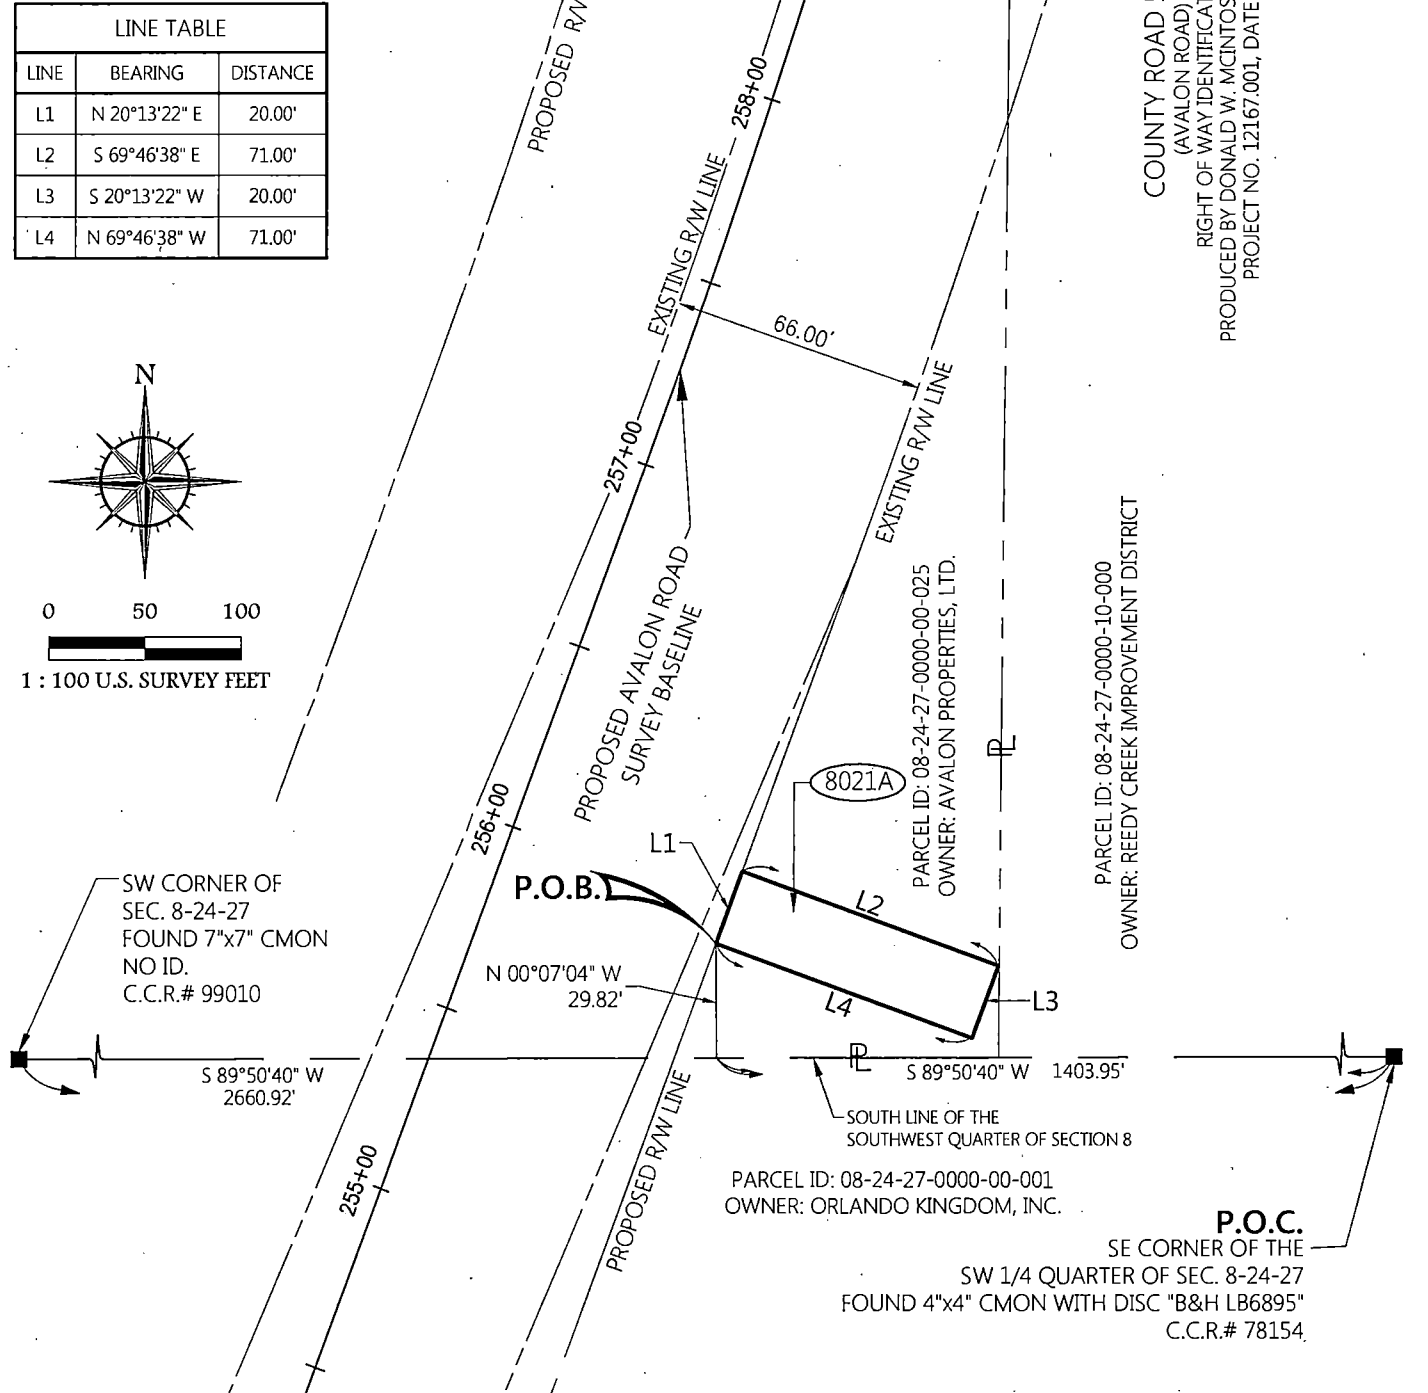 LINE TABLE
LINE BEARING DISTANCE
L1 N 20°13'22" E 20.00'
L2 S 69°46'38" E 71.00'
L3 S 20°13'22" W 20.00'
L4 N 69°46'38" W 71.00'
PROPOSED R/W
258+00
EXISTING R/W LINE
66.00'
COUNTY ROAD
(AVALON ROAD)
RIGHT OF WAY
PRODUCED BY DONALD W. MCINTOS
PROJECT NO. 12167.001, DATE
N
0 50 100
1 : 100 U.S. SURVEY FEET
257+00
EXISTING R/W LINE
PROPOSED AVALON ROAD
SURVEY BASELINE
PARCEL ID: 08-24-27-0000-00-025
OWNER: AVALON PROPERTIES, LTD.
PARCEL ID: 08-24-27-0000-10-000
OWNER: REEDY CREEK IMPROVEMENT DISTRICT
PL
8021A
256+00
L1
P.O.B.
L2
L3
L4
SW CORNER OF
SEC. 8-24-27
FOUND 7"x7" CMON
NO ID.
C.C.R.# 99010
N 00°07'04" W
29.82'
S 89°50'40" W
2660.92'
PL
S 89°50'40" W 1403.95'
SOUTH LINE OF THE
SOUTHWEST QUARTER OF SECTION 8
255+00
PROPOSED R/W LINE
PARCEL ID: 08-24-27-0000-00-001
OWNER: ORLANDO KINGDOM, INC.
P.O.C.
SE CORNER OF THE
SW 1/4 QUARTER OF SEC. 8-24-27
FOUND 4"x4" CMON WITH DISC "B&H LB6895"
C.C.R.# 78154